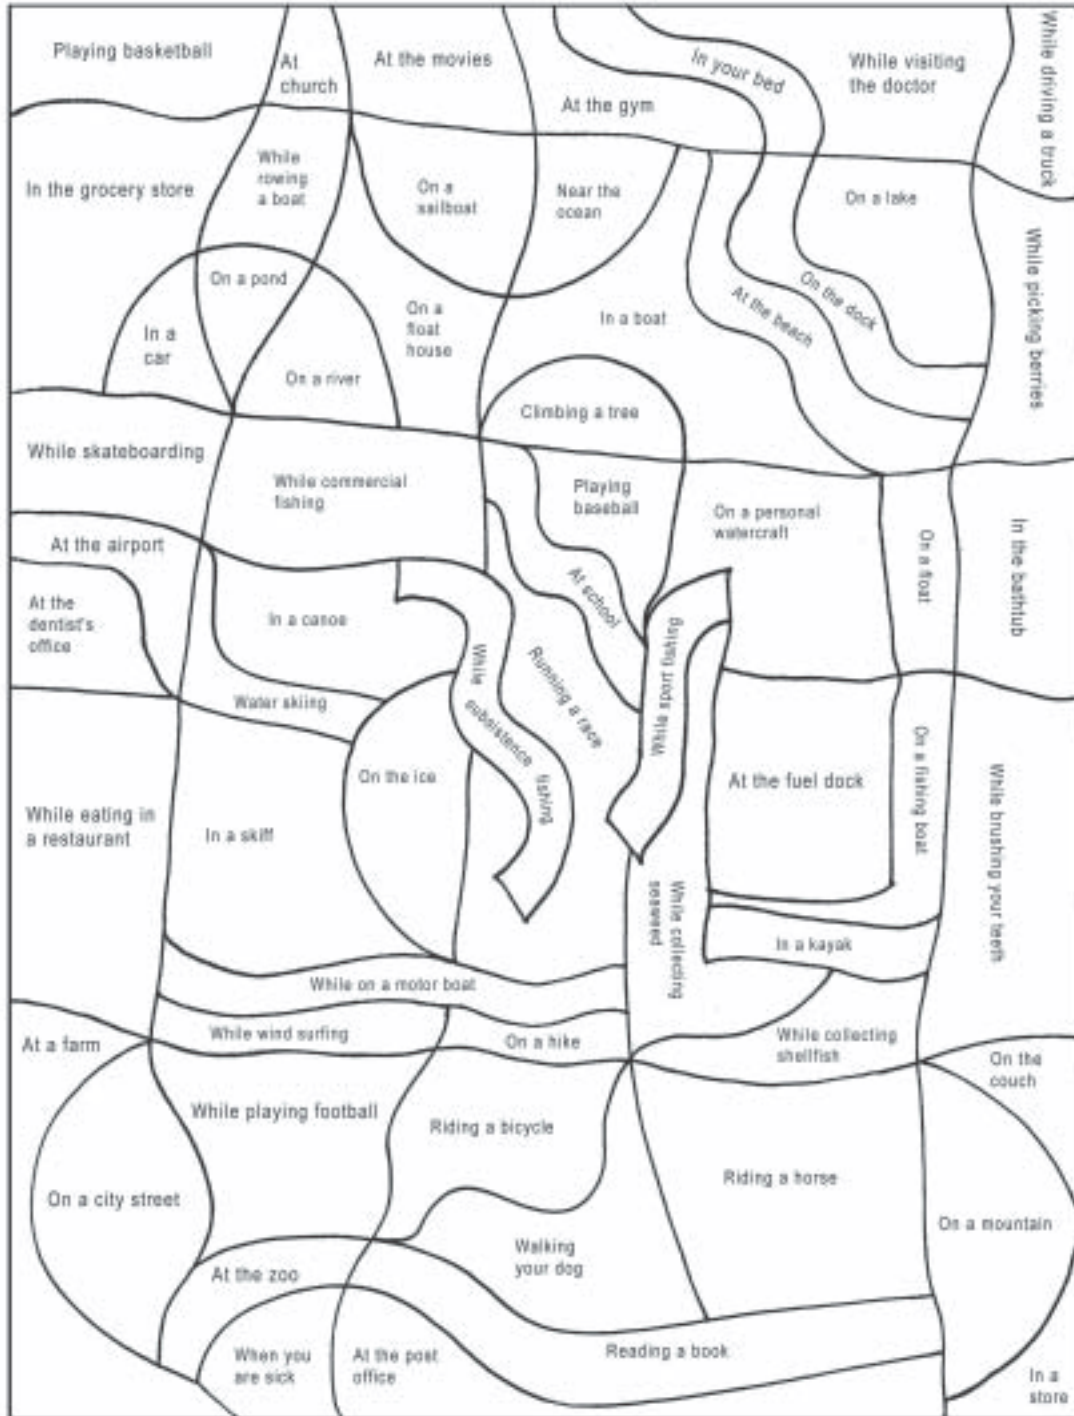 Playing basketball
At
church
At the movies
In your bed
While visiting
the doctor
While driving a truck
At the gym
In the grocery store
While
rowing
a boat
On a
sailboat
Near the
ocean
On a lake
While picking berries
On a pond
In a
car
On a
float
house
In a boat
At the beach
On the dock
On a river
Climbing a tree
While skateboarding
While commercial
fishing
Playing
baseball
On a personal
watercraft
On a float
In the bathtub
At the airport
At the
dentist's
office
In a canoe
At school
While sport fishing
Running a race
While subsistence fishing
Water skiing
On the ice
At the fuel dock
On a fishing boat
While brushing your teeth
While eating in
a restaurant
In a skiff
While collecting
seaweed
In a kayak
While on a motor boat
While wind surfing
On a hike
While collecting
shellfish
At a farm
On the
couch
While playing football
Riding a bicycle
Riding a horse
On a city street
On a mountain
Walking
your dog
At the zoo
Reading a book
When you
are sick
At the post
office
In a
store